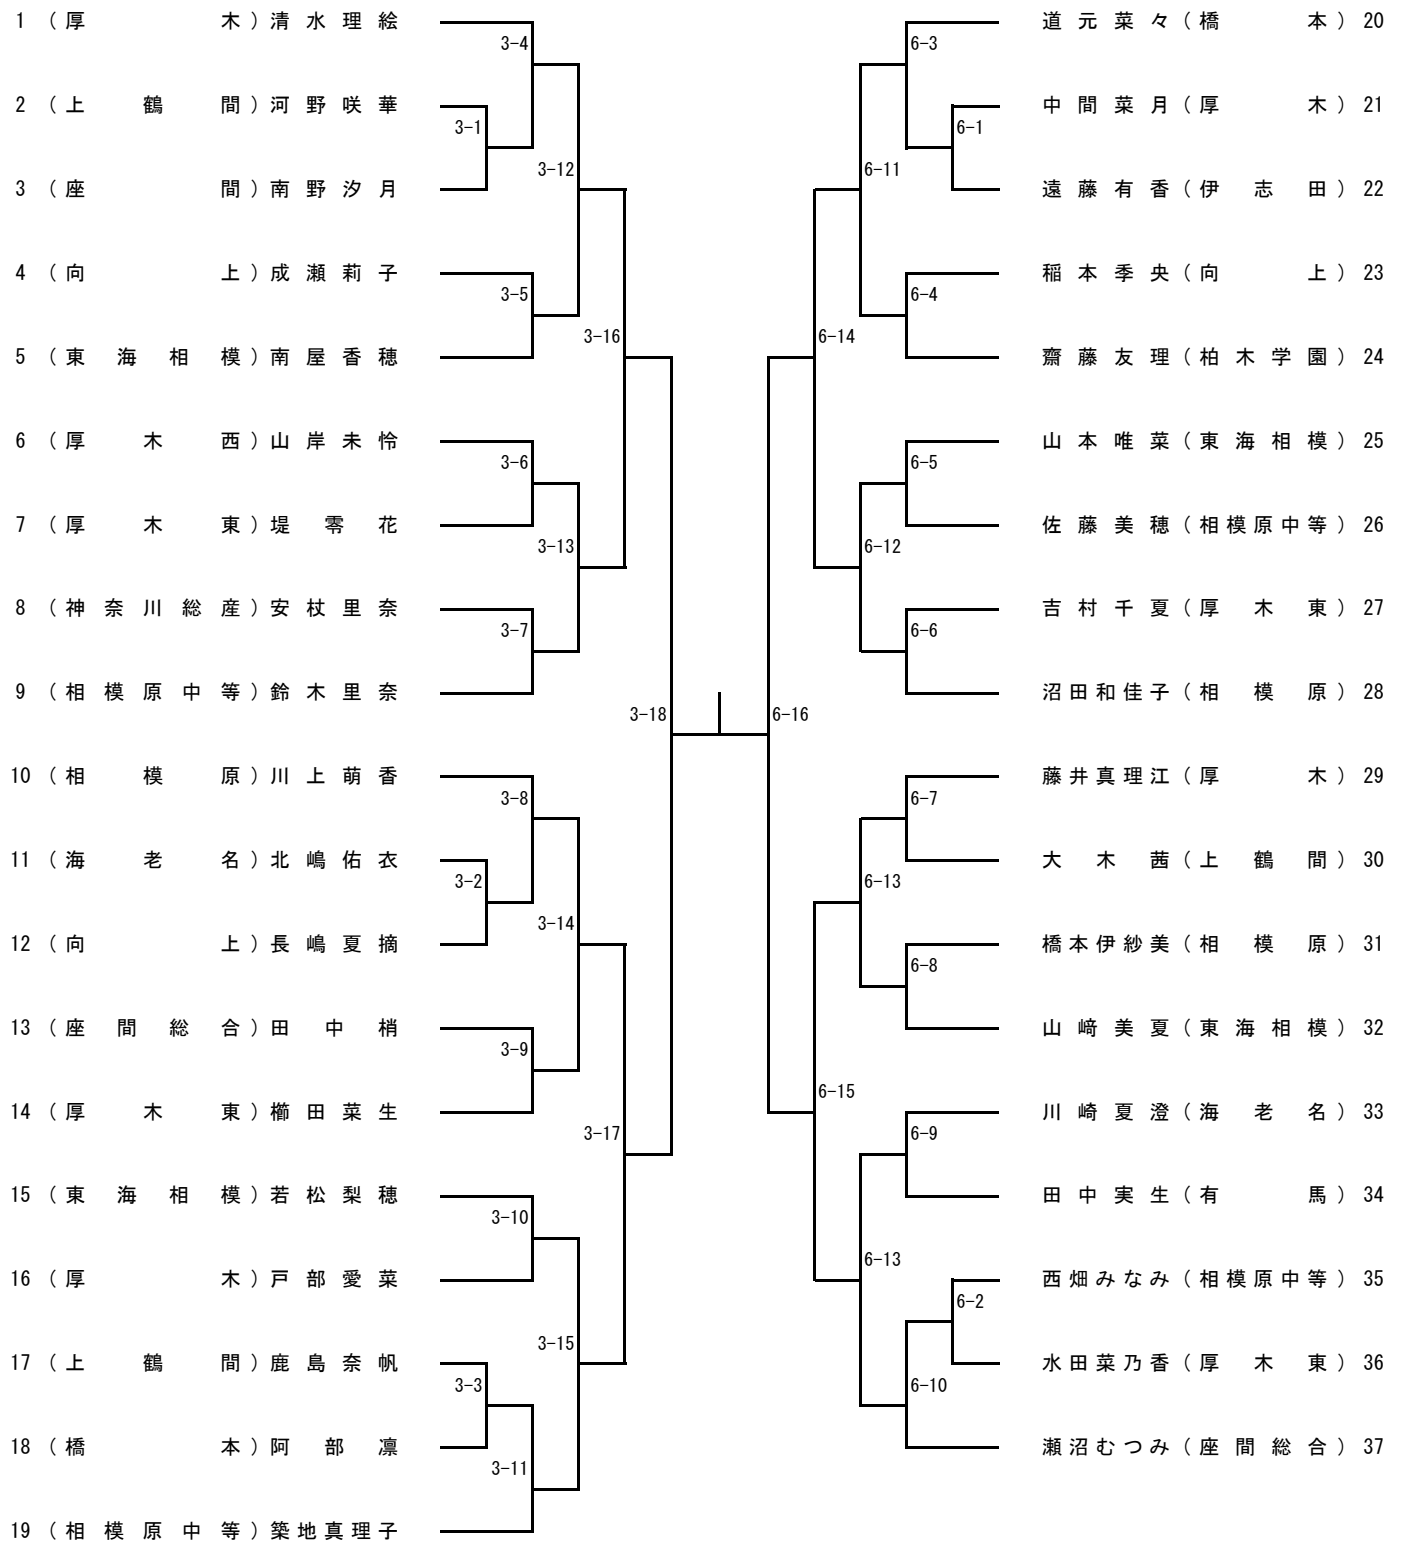 1 （厚木）清水理絵
3-4
2 （上鶴間）河野咲華
3-1
3-12
3 （座間）南野汐月
4 （向上）成瀬莉子
3-5
3-16
5 （東海相模）南屋香穂
6 （厚木西）山岸未怜
3-6
7 （厚木東）堤零花
3-13
8 （神奈川総産）安杖里奈
3-7
9 （相模原中等）鈴木里奈
3-18
10 （相模原）川上萌香
3-8
11 （海老名）北嶋佑衣
3-2
3-14
12 （向上）長嶋夏摘
13 （座間総合）田中梢
3-9
14 （厚木東）櫛田菜生
3-17
15 （東海相模）若松梨穂
3-10
16 （厚木）戸部愛菜
3-15
17 （上鶴間）鹿島奈帆
3-3
18 （橋本）阿部凛
3-11
19 （相模原中等）築地真理子
道元菜々（橋本）20
6-3
中間菜月（厚木）21
6-1
6-11
遠藤有香（伊志田）22
稲本季央（向上）23
6-4
6-14
齋藤友理（柏木学園）24
山本唯菜（東海相模）25
6-5
佐藤美穂（相模原中等）26
6-12
吉村千夏（厚木東）27
6-6
沼田和佳子（相模原）28
6-16
藤井真理江（厚木）29
6-7
大木茜（上鶴間）30
6-13
橋本伊紗美（相模原）31
6-8
山﨑美夏（東海相模）32
6-15
川崎夏澄（海老名）33
6-9
田中実生（有馬）34
6-13
西畑みなみ（相模原中等）35
6-2
水田菜乃香（厚木東）36
6-10
瀬沼むつみ（座間総合）37